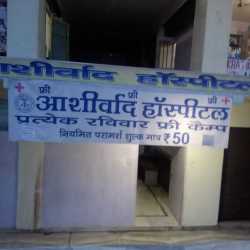 आशीर्वाद हॉस्पीटल
फ्री फ्री फ्री
आशीर्वाद हॉस्पीटल
प्रत्येक रविवार फ्री कैम्प
नियमित परामर्श शुल्क मात्र ₹ 50